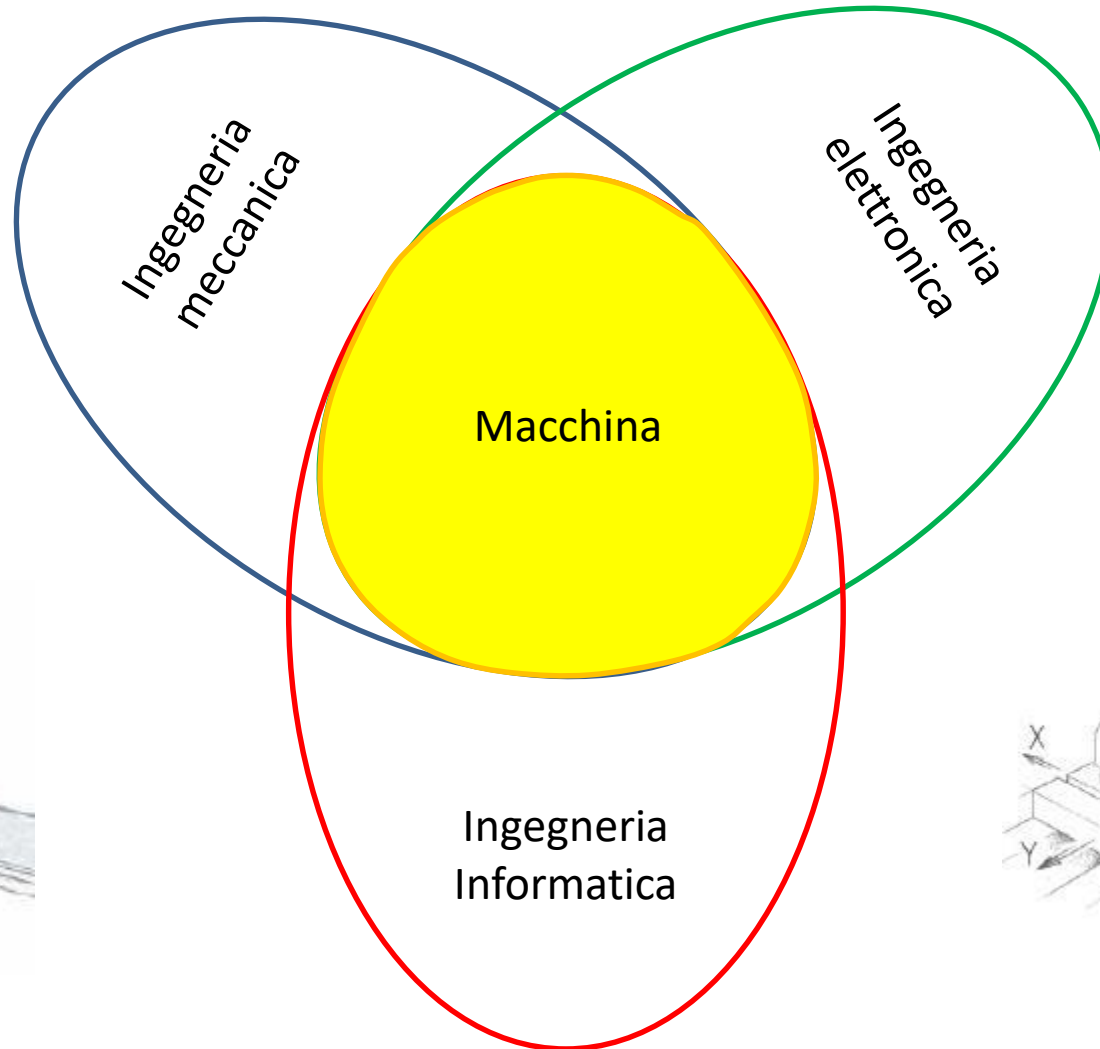 Ingegneria
meccanica
Ingegneria
elettronica
Macchina
Ingegneria
Informatica
X
Y